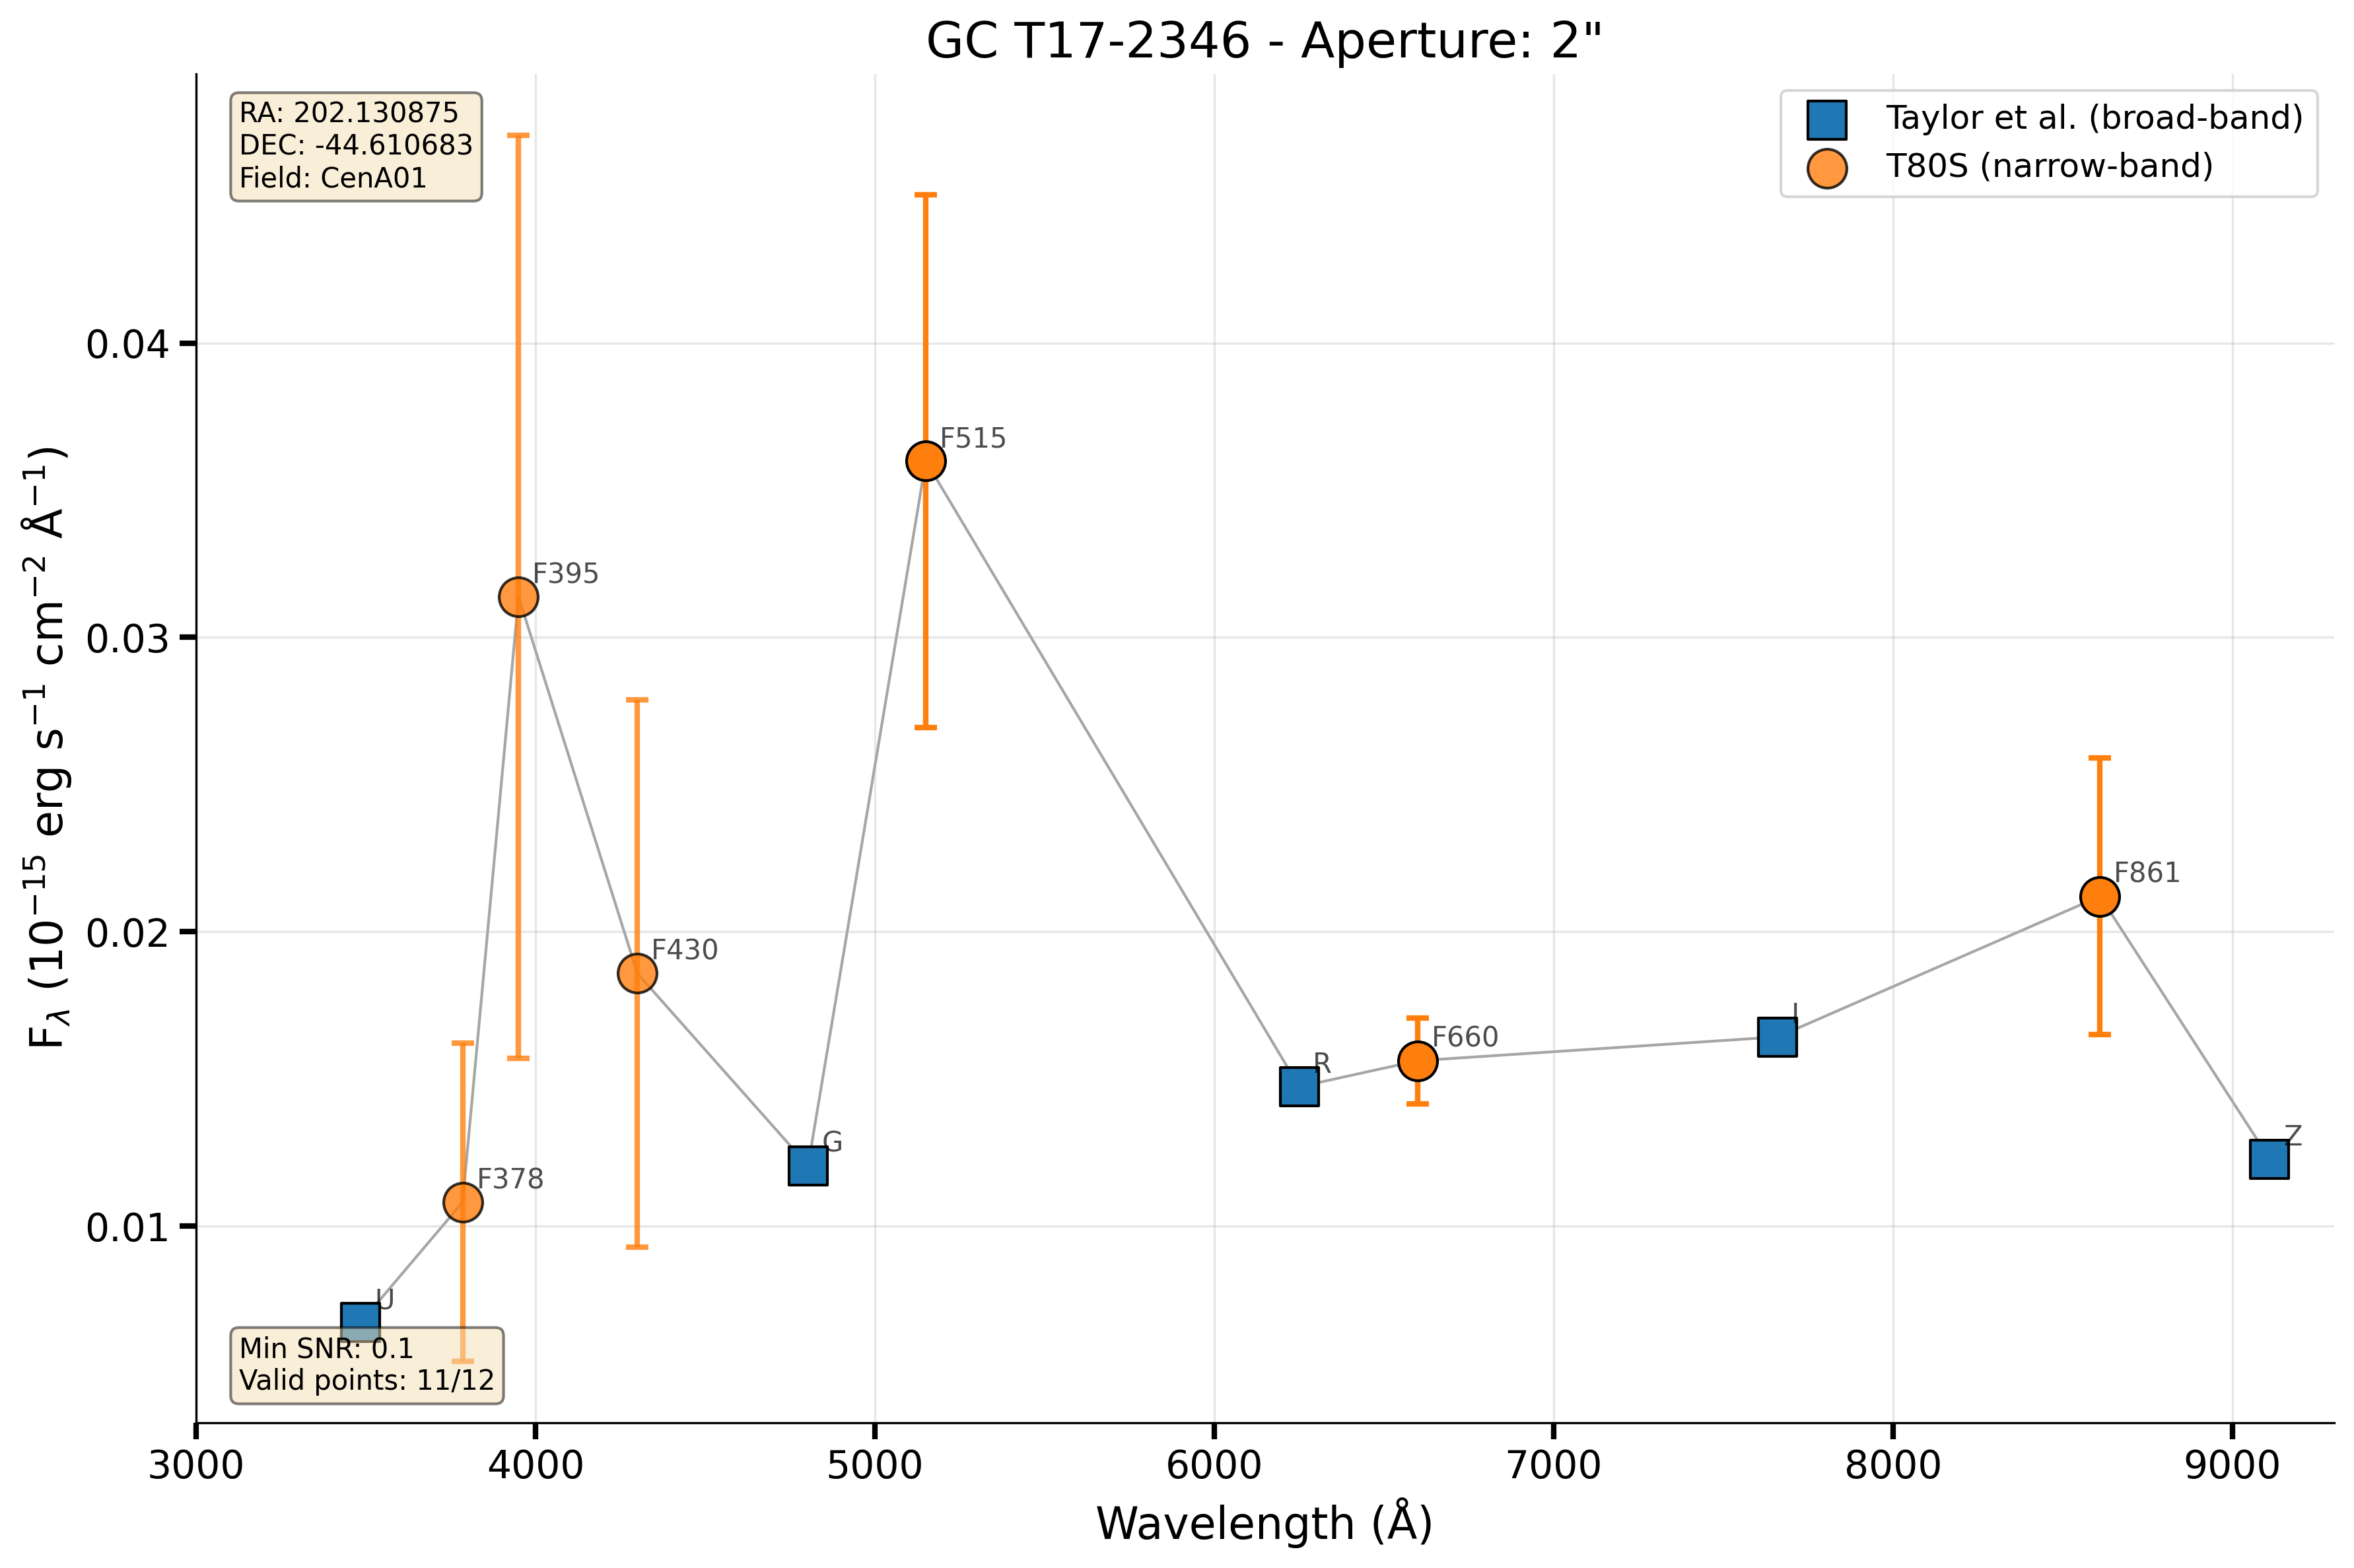 GC T17-2346 - Aperture: 2"
RA: 202.130875
DEC: -44.610683
Field: CenA01
Taylor et al. (broad-band)
T80S (narrow-band)
F395
F515
F430
F378
U
G
R
F660
I
F861
Z
Min SNR: 0.1
Valid points: 11/12
0.04
0.03
0.02
0.01
F_λ (10⁻¹⁵ erg s⁻¹ cm⁻² Å⁻¹)
3000 4000 5000 6000 7000 8000 9000
Wavelength (Å)